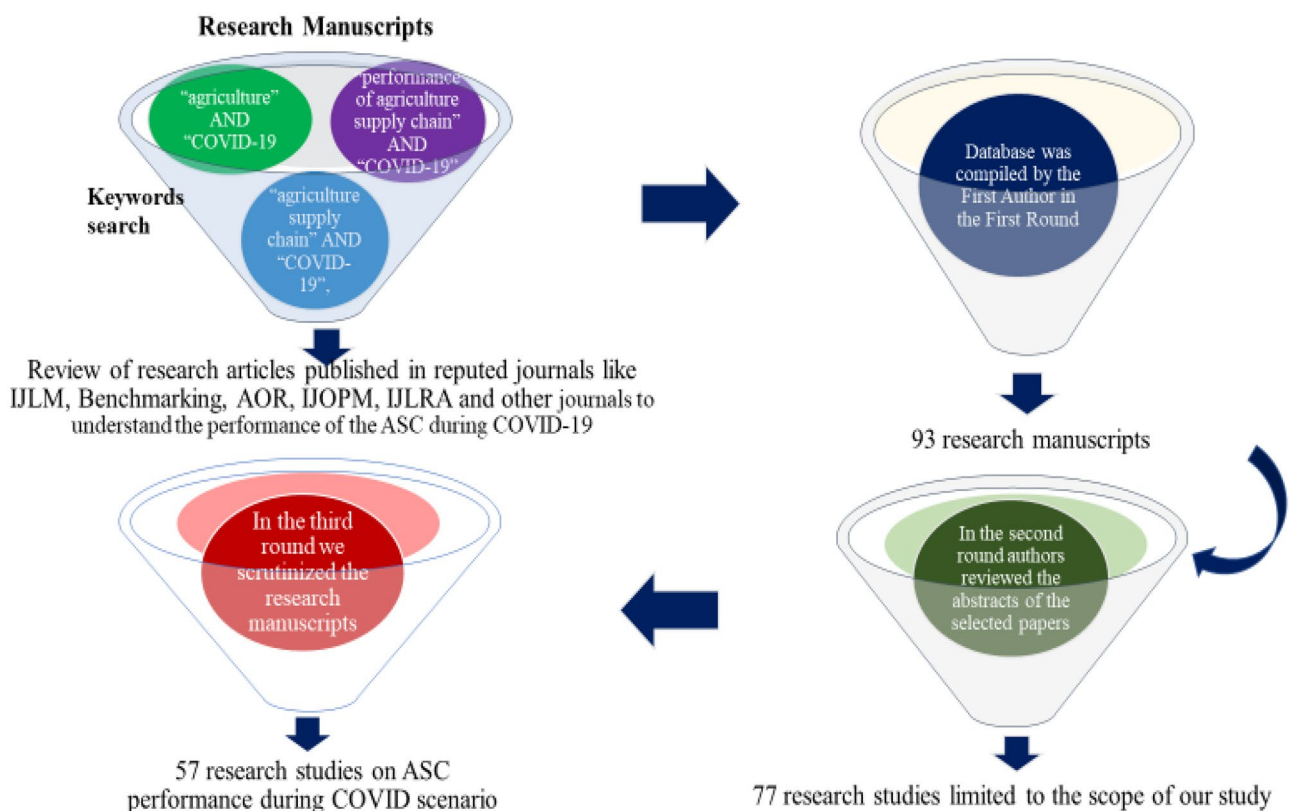 Research Manuscripts
“agriculture”
AND
“COVID-19
“performance
of agriculture
supply chain”
AND
“COVID-19”
Keywords
search
“agriculture
supply
chain” AND
“COVID-
19”,
Review of research articles published in reputed journals like
IJLM, Benchmarking, AOR, IJOPM, IJLRA and other journals to
understand the performance of the ASC during COVID-19
Database was
compiled by the
First Author in
the First Round
93 research manuscripts
In the second
round authors
reviewed the
abstracts of the
selected papers
77 research studies limited to the scope of our study
In the third
round we
scrutinized the
research
manuscripts
57 research studies on ASC
performance during COVID scenario